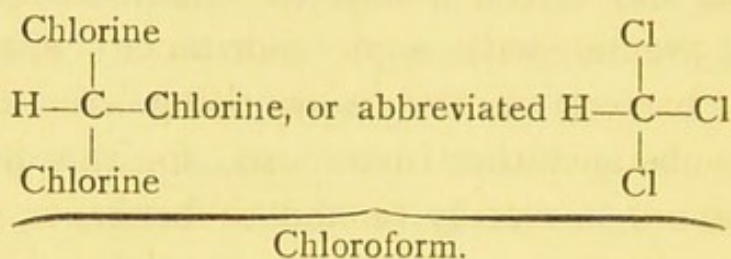 Chlorine Cl
H—C—Chlorine, or abbreviated H—C—Cl
Chlorine Cl
Chloroform.